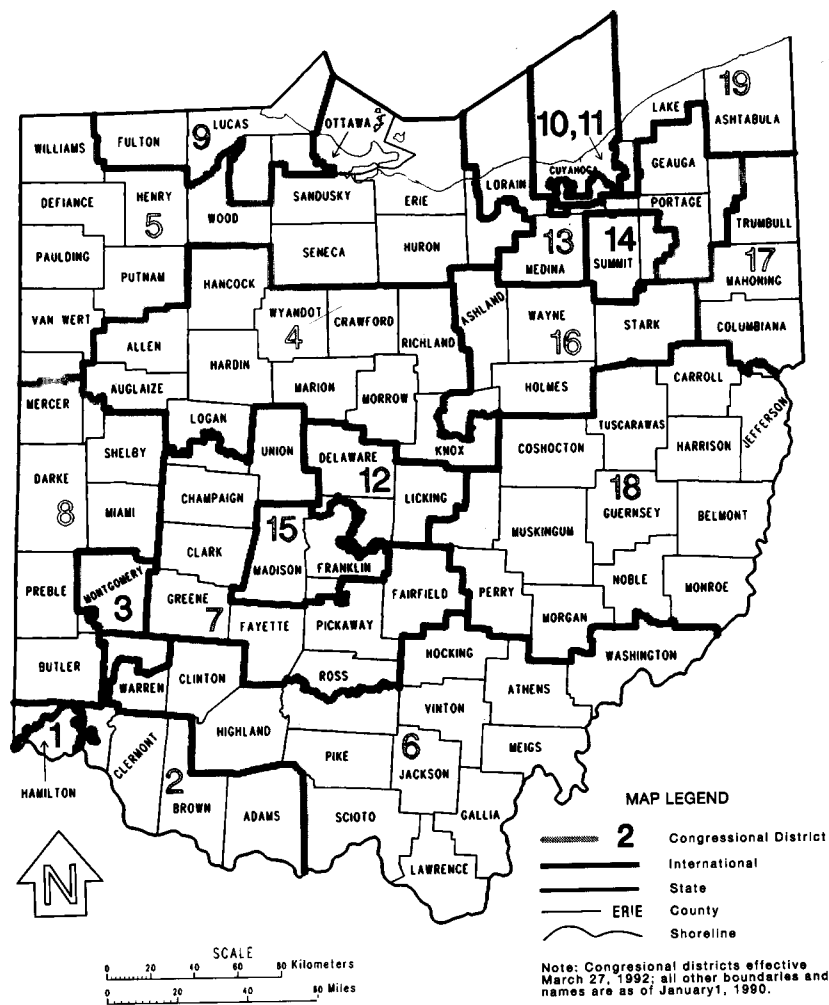 19
LAKE
ASHTABULA
10,11
OTTAWA
9 LUCAS
WILLIAMS
FULTON
GEAUGA
CUYAHOGA
LORAIN
SANDUSKY
HENRY
DEFIANCE
ERIE
PORTAGE
WOOD
TRUMBULL
5
13
14
SENECA
HURON
PAULDING
MEDINA
SUMMIT
17
MAHONING
PUTNAM
HANCOCK
ASHLAND
WYANDOT
CRAWFORD
WAYNE
VAN WERT
4
STARK
COLUMBIANA
ALLEN
RICHLAND
16
HARDIN
CARROLL
AUGLAIZE
MARION
HOLMES
MERCER
MORROW
JEFFERSON
LOGAN
TUSCARAWAS
KNOX
HARRISON
SHELBY
UNION
DELAWARE
COSHOCTON
DARKE
12
18
CHAMPAIGN
LICKING
GUERNSEY
BELMONT
8
MIAMI
MUSKINGUM
15
CLARK
MADISON
FRANKLIN
NOBLE
MONTGOMERY
PREBLE
MONROE
3
GREENE
FAIRFIELD
PERRY
7
FAYETTE
PICKAWAY
MORGAN
BUTLER
HOCKING
WASHINGTON
WARREN
CLINTON
ROSS
ATHENS
VINTON
1
HIGHLAND
CLERMONT
6
MEIGS
PIKE
2
JACKSON
HAMILTON
BROWN
ADAMS
SCIOTO
GALLIA
LAWRENCE
N
MAP LEGEND
2 Congressional District
International
State
ERIE County
Shoreline
SCALE
0 20 40 60 80 Kilometers
0 20 40 60 80 Miles
Note: Congresional districts effective
March 27, 1992; all other boundaries and
names are as of January1, 1990.